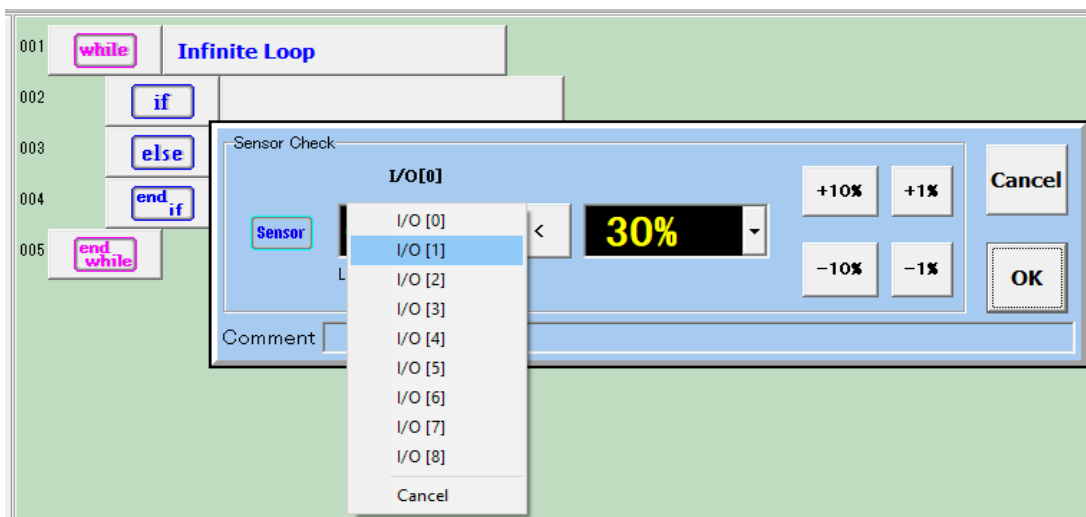 001 while Infinite Loop
002 if
003 else
004 end if
005 end while
Sensor Check
I/O[0]
Sensor
<
30%
+10% +1%
-10% -1%
Cancel
OK
L
Comment
I/O [0]
I/O [1]
I/O [2]
I/O [3]
I/O [4]
I/O [5]
I/O [6]
I/O [7]
I/O [8]
Cancel